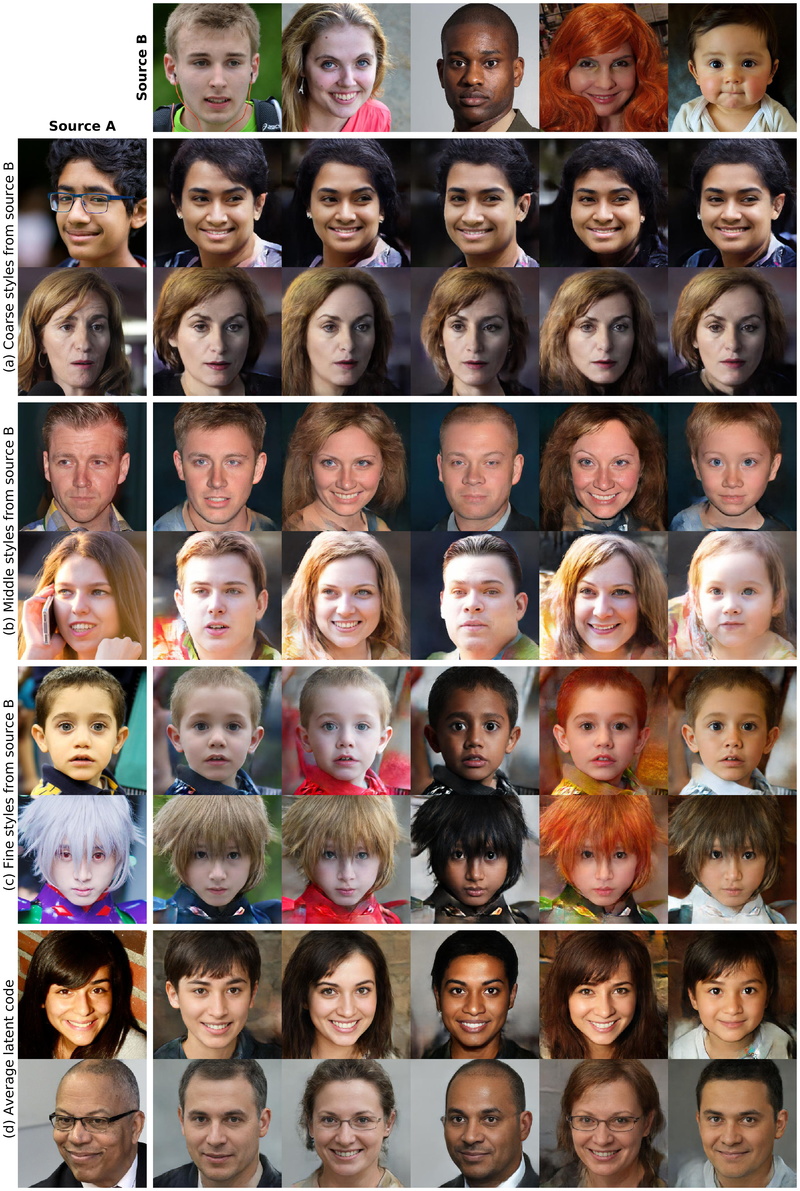 Source B
Source A
(a) Coarse styles from source B
(b) Middle styles from source B
(c) Fine styles from source B
(d) Average latent code